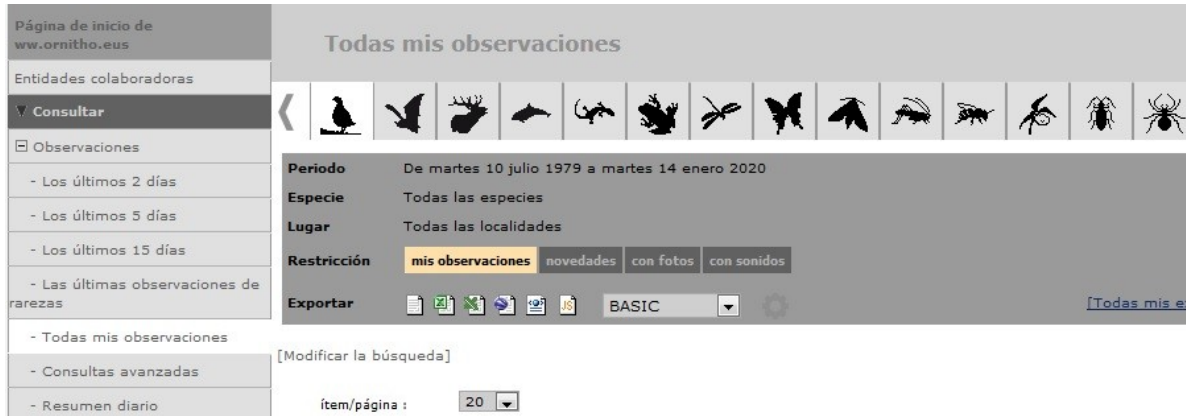 Página de inicio de
ww.ornitho.eus
Entidades colaboradoras
Consultar
Observaciones
- Los últimos 2 días
- Los últimos 5 días
- Los últimos 15 días
- Las últimas observaciones de
rarezas
- Todas mis observaciones
- Consultas avanzadas
- Resumen diario
Todas mis observaciones
Periodo De martes 10 julio 1979 a martes 14 enero 2020
Especie Todas las especies
Lugar Todas las localidades
Restricción mis observaciones novedades con fotos con sonidos
Exportar JS BASIC [Todas mis e
[Modificar la búsqueda]
ítem/página : 20